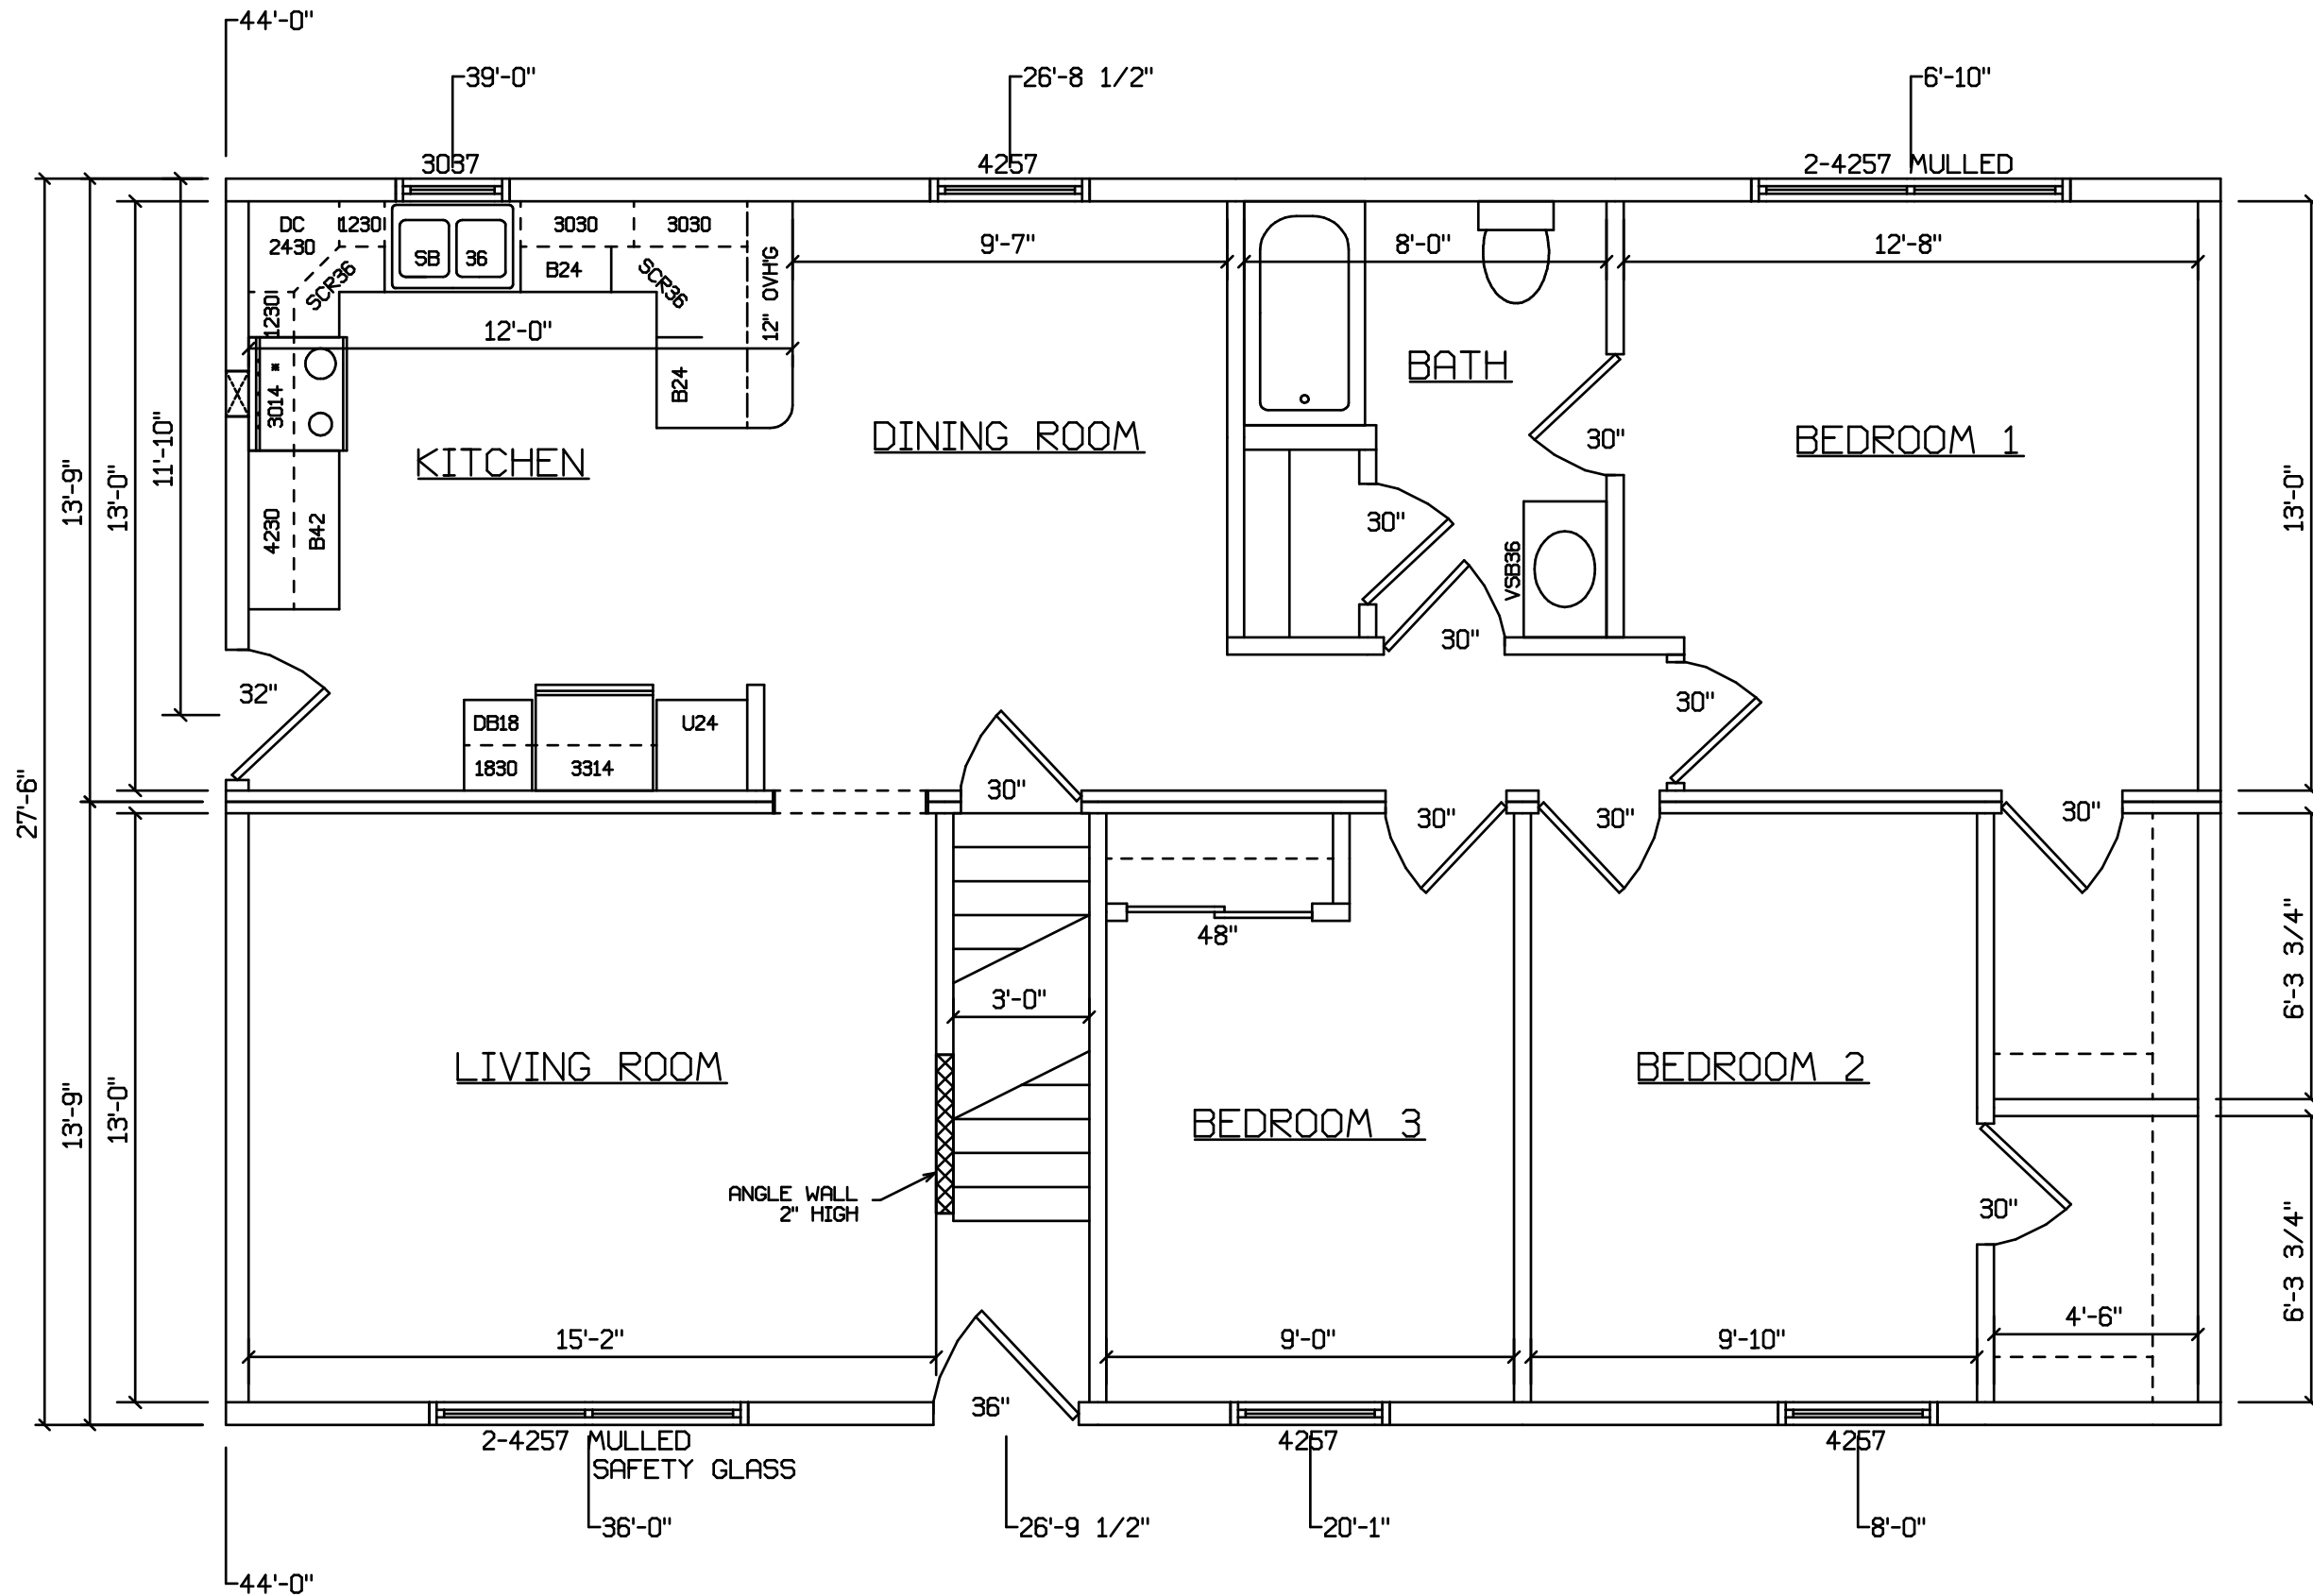 44'-0"
39'-0"
26'-8 1/2"
6'-10"
3037
4257
2-4257 MULLED
DC
2430
1230
SB 36
3030
3030
B24
SCR36
SCR36
12" OVH'G
1230
12'-0"
9'-7"
8'-0"
12'-8"
3014 *
B24
BATH
KITCHEN
DINING ROOM
BEDROOM 1
30"
30"
4230
B42
VSB36
30"
30"
32"
11'-10"
13'-0"
13'-9"
27'-6"
13'-0"
DB18
1830
3314
U24
30"
30"
30"
30"
48"
3'-0"
LIVING ROOM
BEDROOM 3
BEDROOM 2
ANGLE WALL
2" HIGH
30"
6'-3 3/4"
6'-3 3/4"
13'-9"
13'-0"
15'-2"
9'-0"
9'-10"
4'-6"
36"
2-4257 MULLED
SAFETY GLASS
4257
4257
36'-0"
26'-9 1/2"
20'-1"
8'-0"
44'-0"